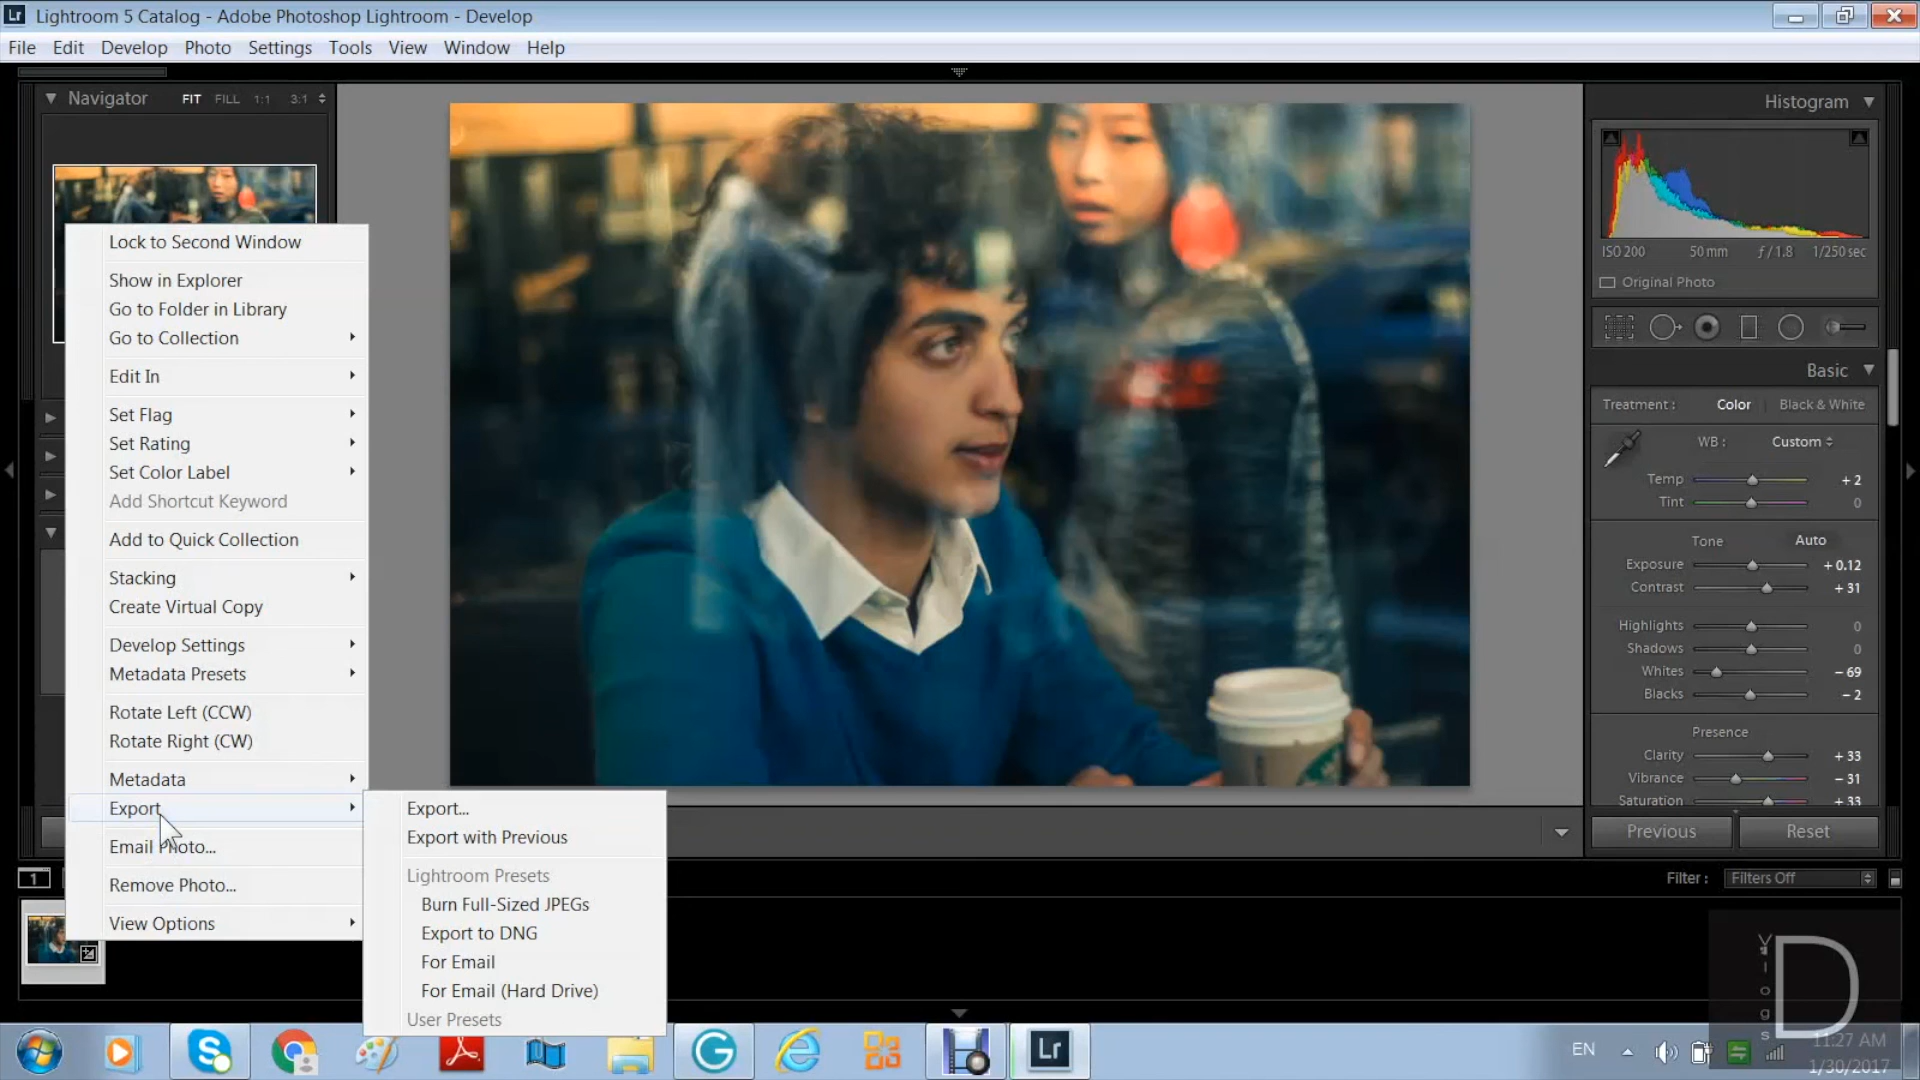 Lr Lightroom 5 Catalog - Adobe Photoshop Lightroom - Develop
File Edit Develop Photo Settings Tools View Window Help
Navigator FIT FILL 1:1 3:1
Histogram
ISO 200 50 mm ƒ / 1.8 1/250 sec
Original Photo
Basic
Treatment : Color Black & White
WB : Custom
Temp + 2
Tint 0
Tone Auto
Exposure + 0.12
Contrast + 31
Highlights 0
Shadows 0
Whites − 69
Blacks − 2
Presence
Clarity + 33
Vibrance − 31
Saturation + 33
Previous Reset
Lock to Second Window
Show in Explorer
Go to Folder in Library
Go to Collection
Edit In
Set Flag
Set Rating
Set Color Label
Add Shortcut Keyword
Add to Quick Collection
Stacking
Create Virtual Copy
Develop Settings
Metadata Presets
Rotate Left (CCW)
Rotate Right (CW)
Metadata
Export
Email Photo...
Remove Photo...
View Options
Export...
Export with Previous
Lightroom Presets
Burn Full-Sized JPEGs
Export to DNG
For Email
For Email (Hard Drive)
User Presets
1
Filter : Filters Off
D
Vlogs
Lr
EN
11:27 AM
1/30/2017